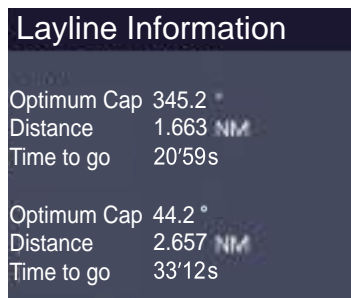 Layline Information
Optimum Cap 345.2 °
Distance 1.663 NM
Time to go 20'59s
Optimum Cap 44.2 °
Distance 2.657 NM
Time to go 33'12s